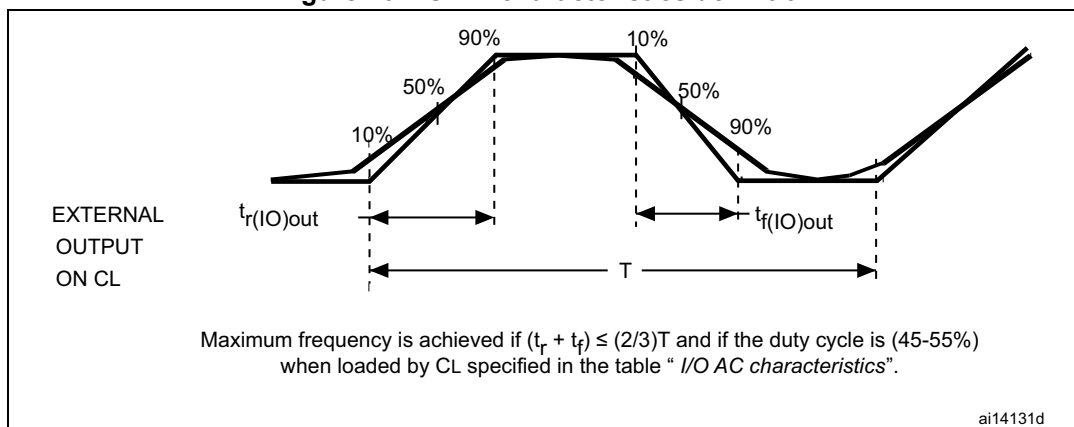 90%
10%
50%
50%
10%
90%
EXTERNAL
OUTPUT
ON CL
tr(IO)out
tf(IO)out
T
Maximum frequency is achieved if (tr + tf) ≤ (2/3)T and if the duty cycle is (45-55%)
when loaded by CL specified in the table “ I/O AC characteristics”.
ai14131d